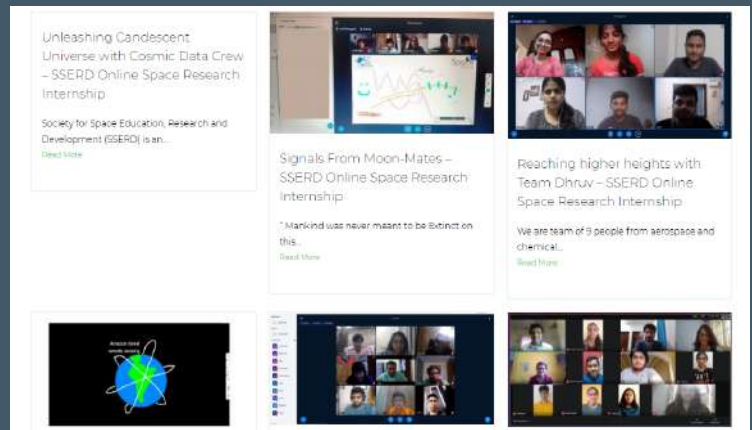 Unleashing Candescent
Universe with Cosmic Data Crew
– SSERD Online Space Research
Internship
Society for Space Education, Research and
Development (SSERD) is an...
Read More
Signals From Moon-Mates –
SSERD Online Space Research
Internship
" Mankind was never meant to be Extinct on
this...
Read More
Reaching higher heights with
Team Dhruv – SSERD Online
Space Research Internship
We are team of 9 people from aerospace and
chemical...
Read More